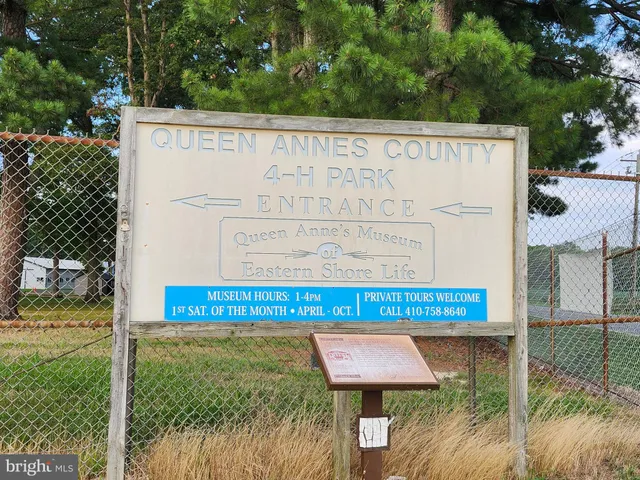 QUEEN ANNES COUNTY
4-H PARK
ENTRANCE
Queen Anne's Museum
of
Eastern Shore Life
MUSEUM HOURS: 1-4PM
1ST SAT. OF THE MONTH • APRIL - OCT.
PRIVATE TOURS WELCOME
CALL 410-758-8640
bright MLS